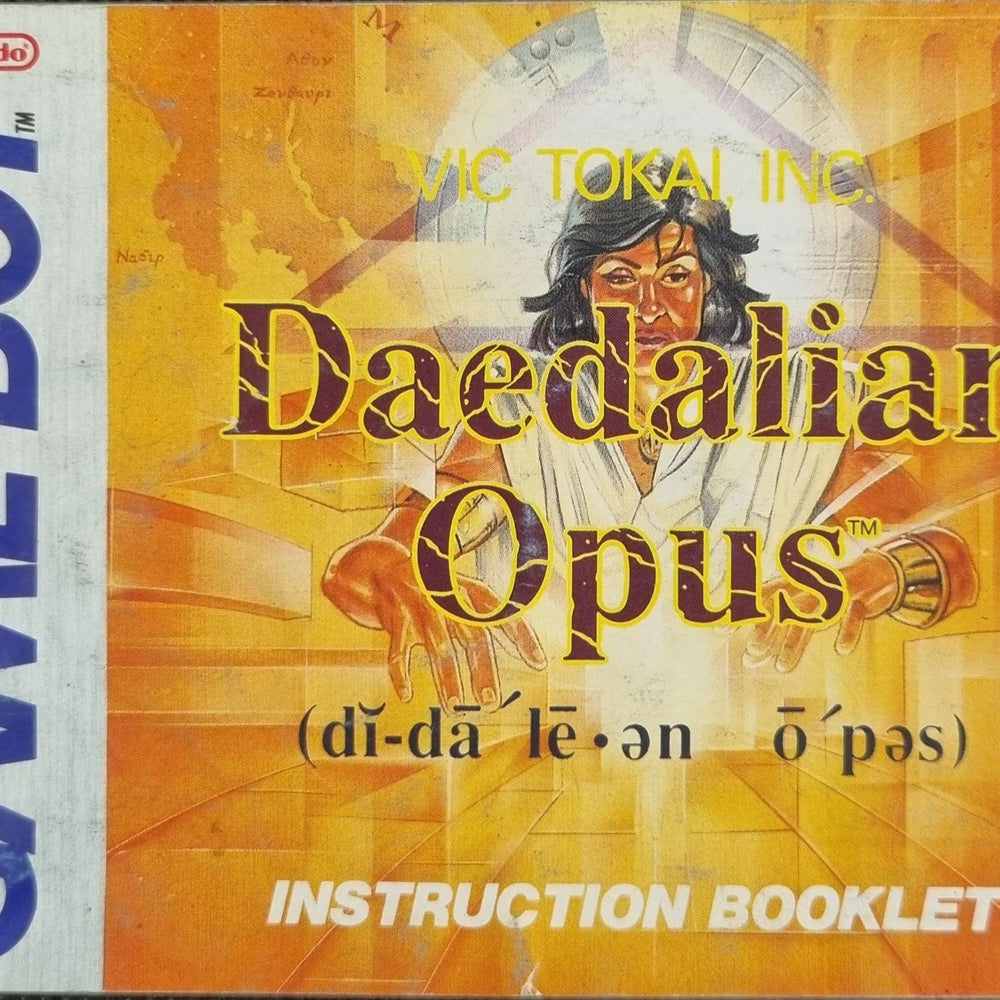 GAME BOY™
VIC TOKAI, INC.
Daedalian
Opus™
(dĭ-dā´lē•ən ō´pəs)
INSTRUCTION BOOKLET